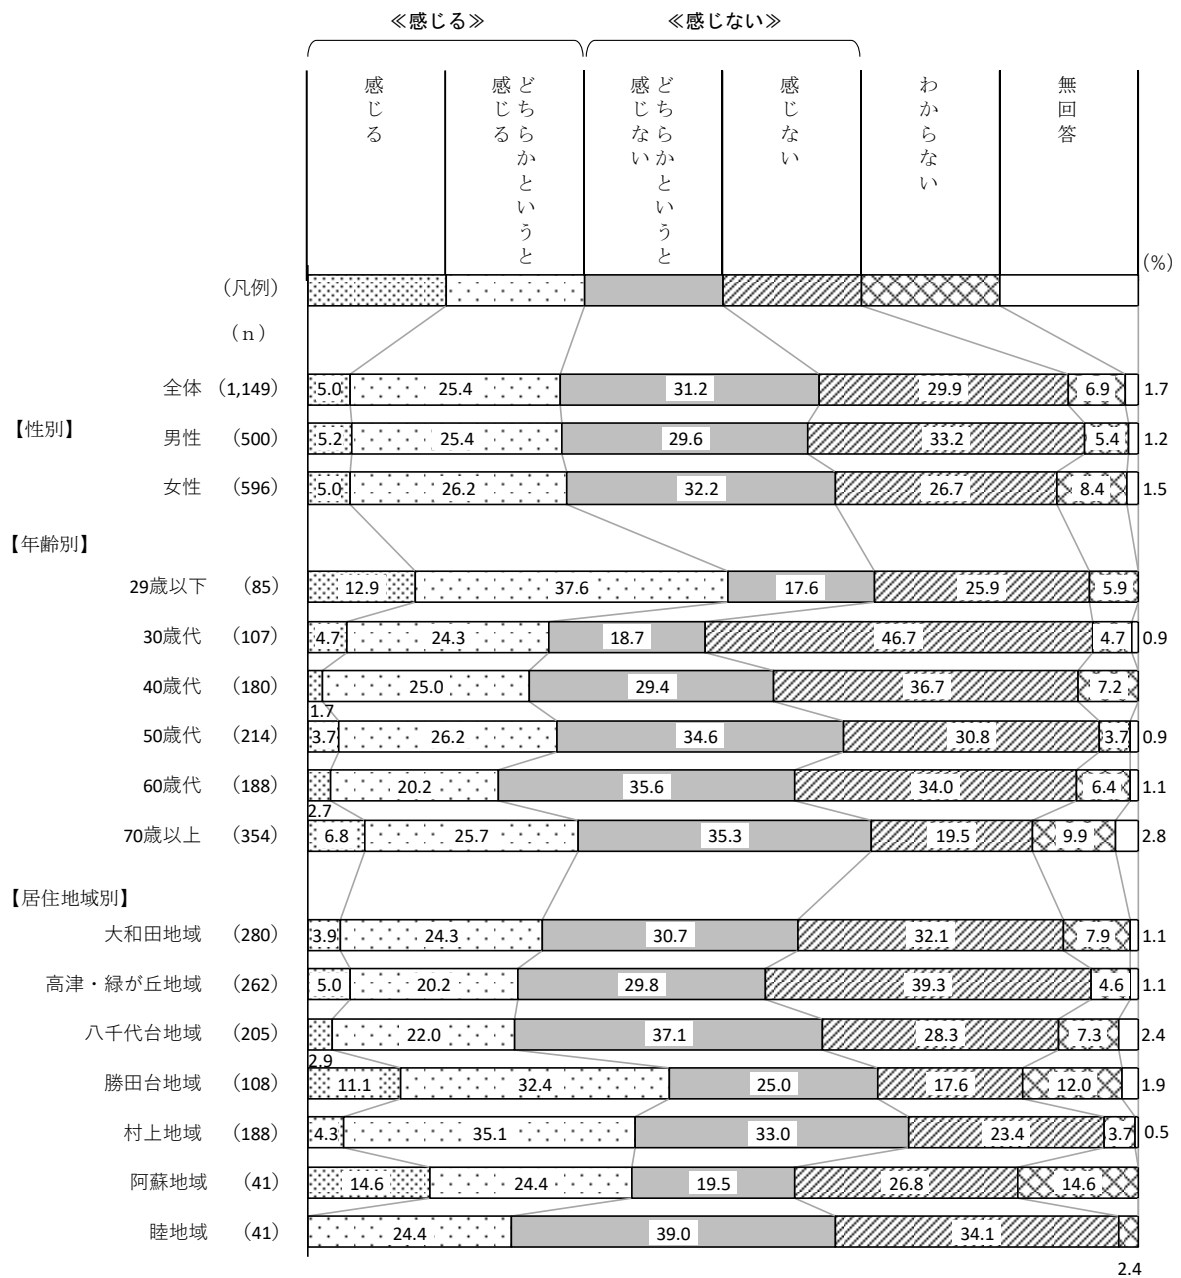 ≪感じる≫ ≪感じない≫
感じる
どちらかというと
感じる
どちらかというと
感じない
感じない
わからない
無回答
(%)
(凡例)
(n)
全体 (1,149) 5.0 25.4 31.2 29.9 6.9 1.7
【性別】
男性 (500) 5.2 25.4 29.6 33.2 5.4 1.2
女性 (596) 5.0 26.2 32.2 26.7 8.4 1.5
【年齢別】
29歳以下 (85) 12.9 37.6 17.6 25.9 5.9
30歳代 (107) 4.7 24.3 18.7 46.7 4.7 0.9
40歳代 (180) 25.0 29.4 36.7 7.2
1.7
50歳代 (214) 3.7 26.2 34.6 30.8 3.7 0.9
60歳代 (188) 20.2 35.6 34.0 6.4 1.1
2.7
70歳以上 (354) 6.8 25.7 35.3 19.5 9.9 2.8
【居住地域別】
大和田地域 (280) 3.9 24.3 30.7 32.1 7.9 1.1
高津・緑が丘地域 (262) 5.0 20.2 29.8 39.3 4.6 1.1
八千代台地域 (205) 22.0 37.1 28.3 7.3 2.4
2.9
勝田台地域 (108) 11.1 32.4 25.0 17.6 12.0 1.9
村上地域 (188) 4.3 35.1 33.0 23.4 3.7 0.5
阿蘇地域 (41) 14.6 24.4 19.5 26.8 14.6
睦地域 (41) 24.4 39.0 34.1
2.4